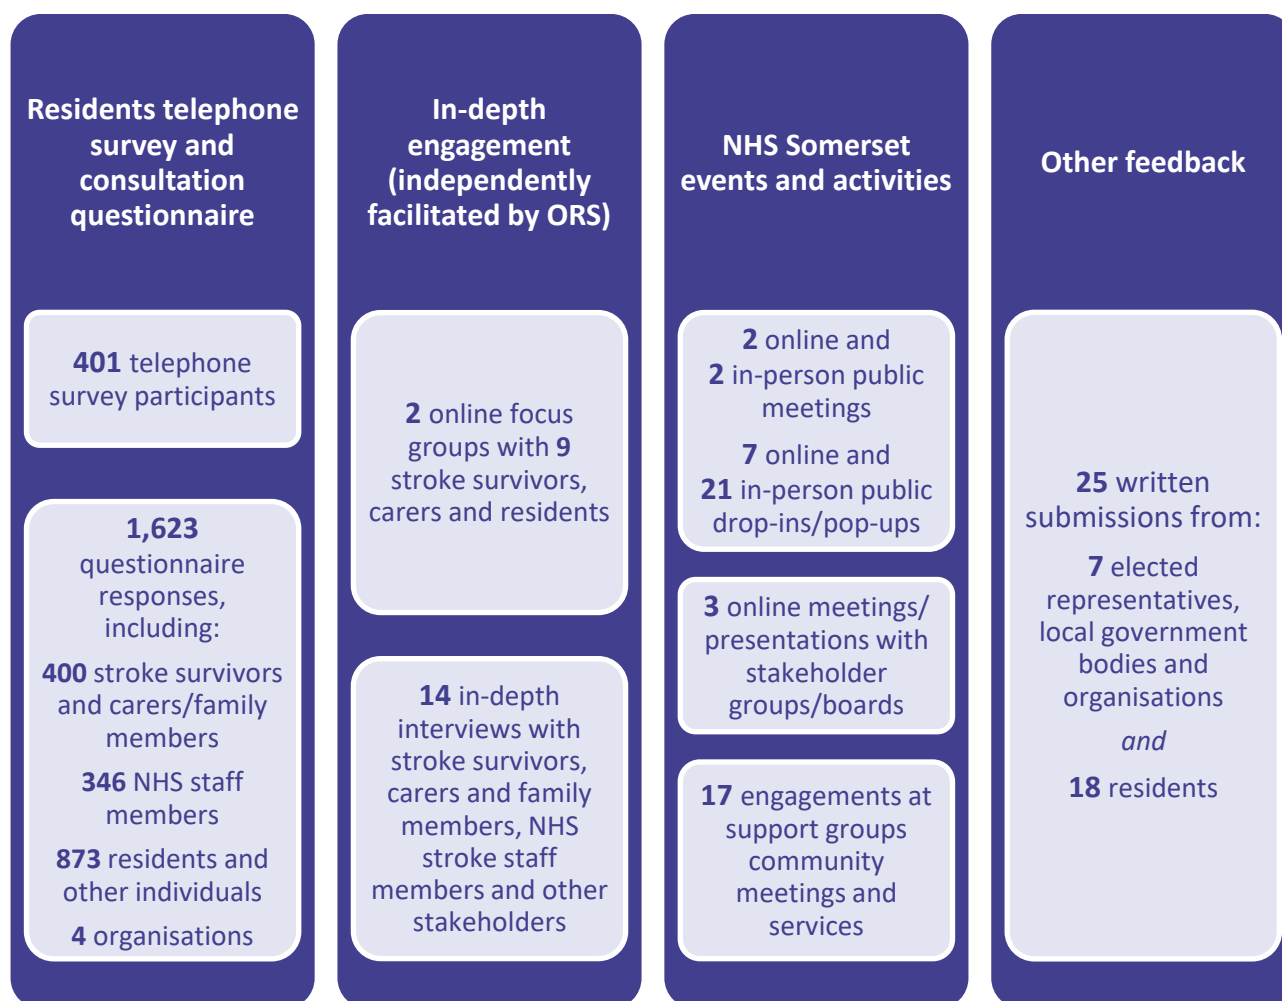 Residents telephone
survey and
consultation
questionnaire
401 telephone
survey participants
1,623
questionnaire
responses,
including:
400 stroke survivors
and carers/family
members
346 NHS staff
members
873 residents and
other individuals
4 organisations
In-depth
engagement
(independently
facilitated by ORS)
2 online focus
groups with 9
stroke survivors,
carers and residents
14 in-depth
interviews with
stroke survivors,
carers and family
members, NHS
stroke staff
members and other
stakeholders
NHS Somerset
events and activities
2 online and
2 in-person public
meetings
7 online and
21 in-person public
drop-ins/pop-ups
3 online meetings/
presentations with
stakeholder
groups/boards
17 engagements at
support groups
community
meetings and
services
Other feedback
25 written
submissions from:
7 elected
representatives,
local government
bodies and
organisations
and
18 residents